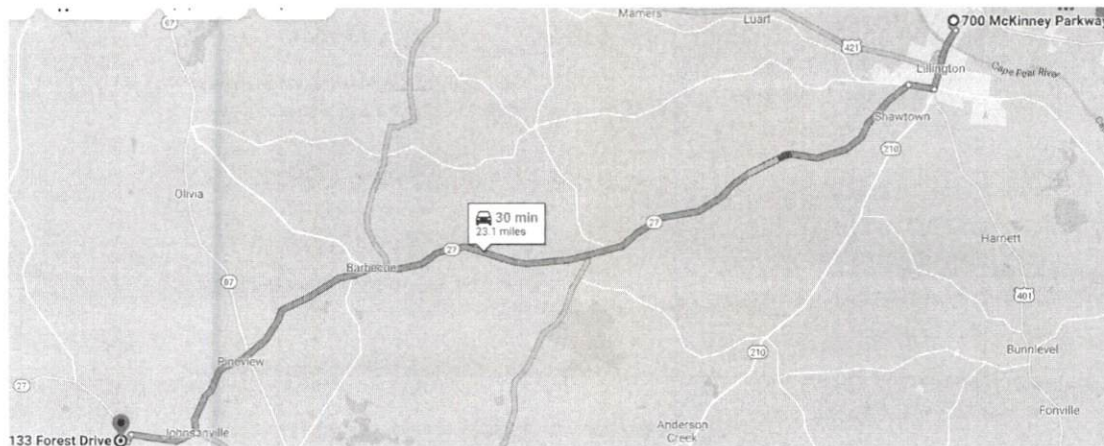 Mamers
Luart
700 McKinney Parkway
87
421
Lillington
Cape Fear River
Shawtown
210
Olivia
30 min
23.1 miles
27
27
Harnett
Barbecue
87
401
Pineview
210
Bunnlevel
27
Fonville
Anderson
Creek
133 Forest Drive
Johnsonville